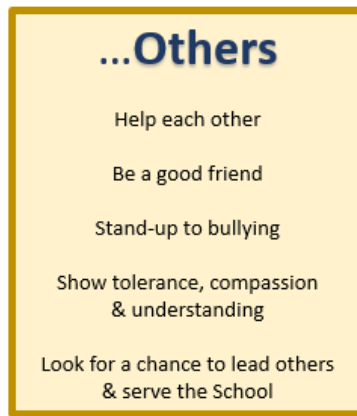 ...Others
Help each other
Be a good friend
Stand-up to bullying
Show tolerance, compassion
& understanding
Look for a chance to lead others
& serve the School